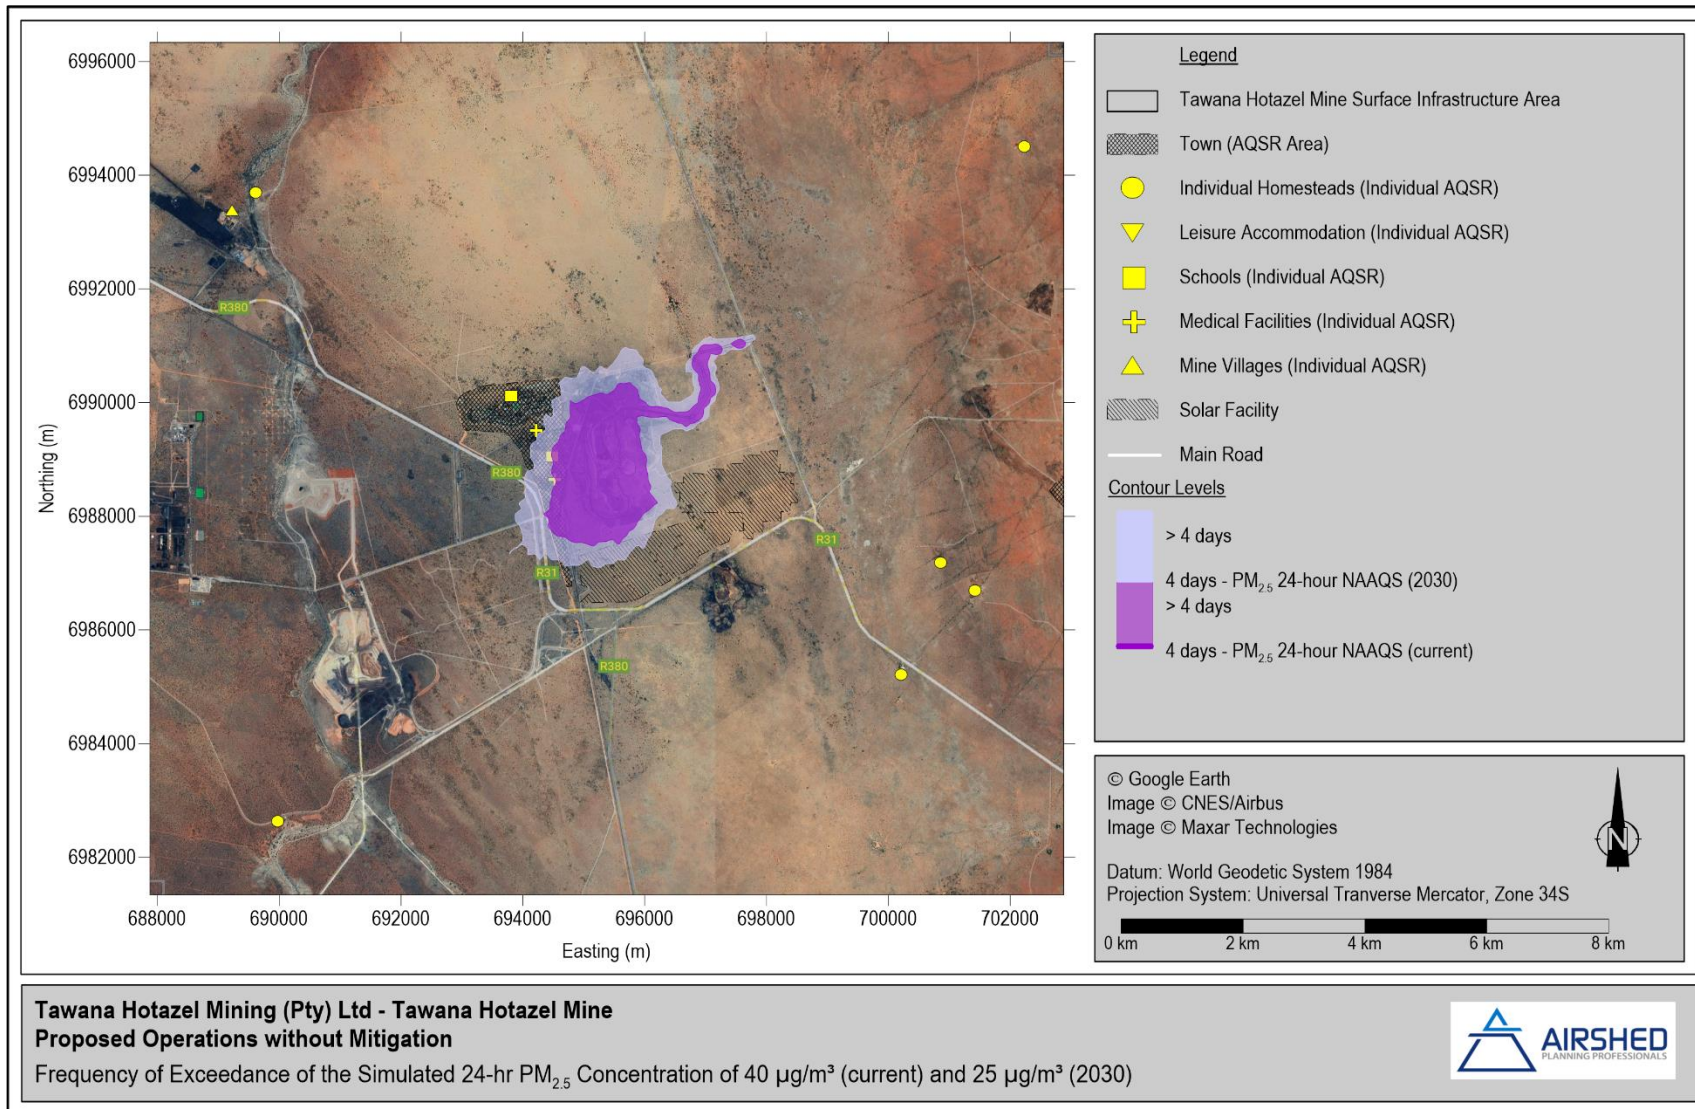 6996000
6994000
6992000
6990000
6988000
6986000
6984000
6982000
Northing (m)
688000
690000
692000
694000
696000
698000
700000
702000
Easting (m)
R380
R380
R31
R31
R380
Legend
Tawana Hotazel Mine Surface Infrastructure Area
Town (AQSR Area)
Individual Homesteads (Individual AQSR)
Leisure Accommodation (Individual AQSR)
Schools (Individual AQSR)
Medical Facilities (Individual AQSR)
Mine Villages (Individual AQSR)
Solar Facility
Main Road
Contour Levels
> 4 days
4 days - PM2.5 24-hour NAAQS (2030)
> 4 days
4 days - PM2.5 24-hour NAAQS (current)
© Google Earth
Image © CNES/Airbus
Image © Maxar Technologies
N
Datum: World Geodetic System 1984
Projection System: Universal Tranverse Mercator, Zone 34S
0 km
2 km
4 km
6 km
8 km
Tawana Hotazel Mining (Pty) Ltd - Tawana Hotazel Mine
Proposed Operations without Mitigation
Frequency of Exceedance of the Simulated 24-hr PM2.5 Concentration of 40 µg/m³ (current) and 25 µg/m³ (2030)
AIRSHED
PLANNING PROFESSIONALS